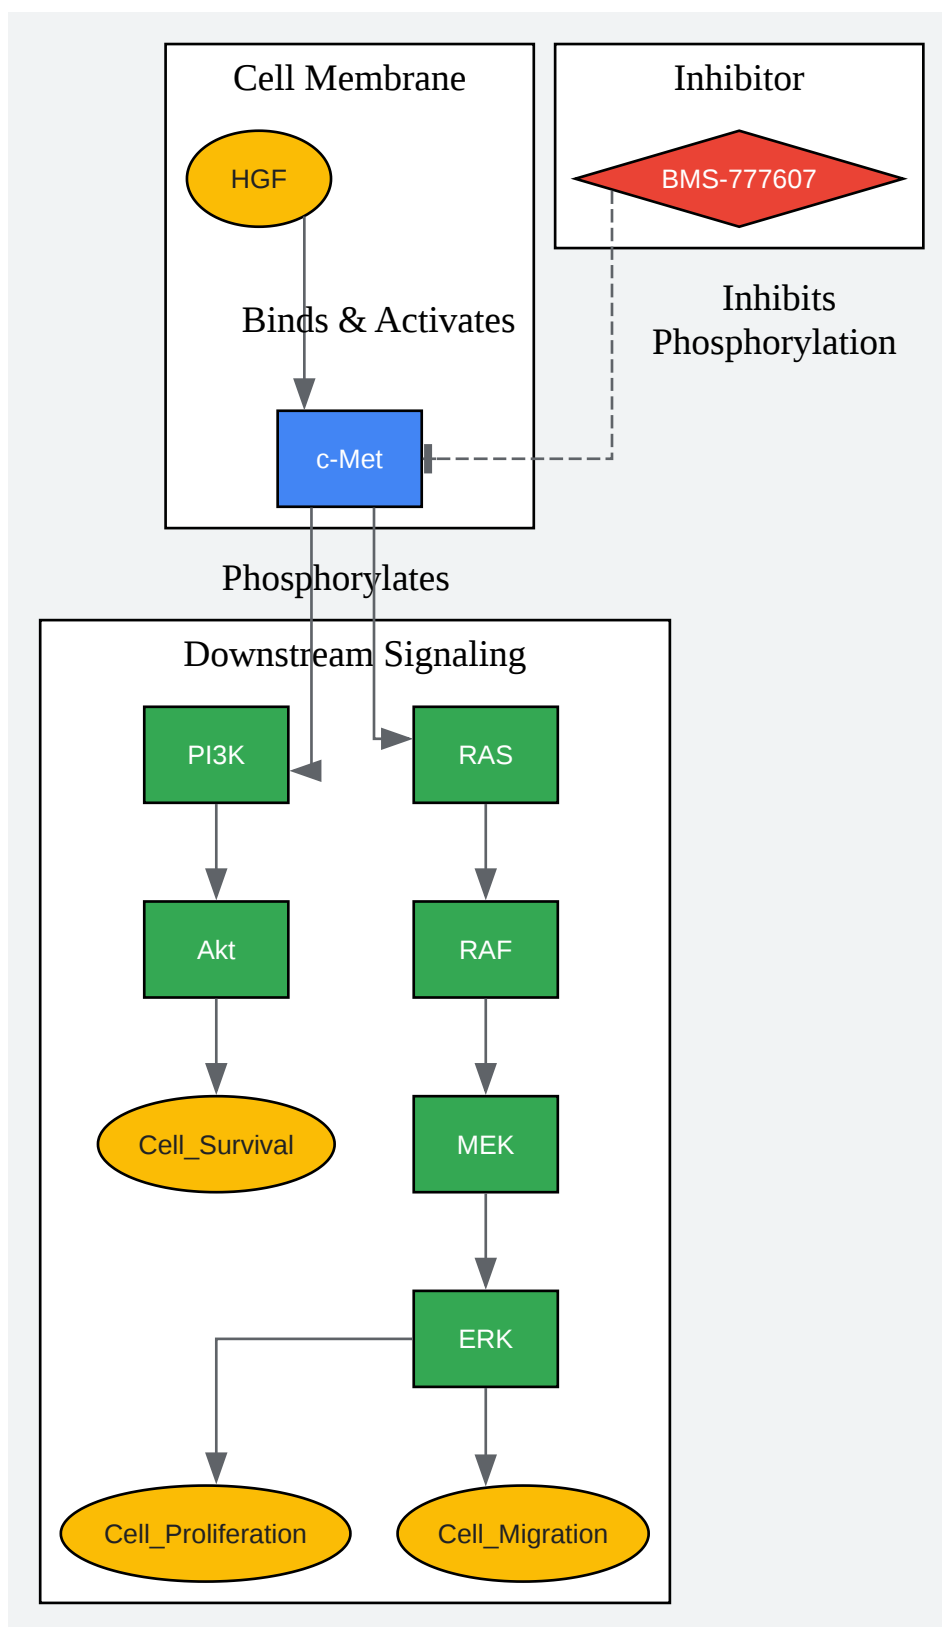 Cell Membrane
Inhibitor
HGF
BMS-777607
Binds & Activates
Inhibits
Phosphorylation
c-Met
Phosphorylates
Downstream Signaling
PI3K
RAS
Akt
RAF
Cell_Survival
MEK
ERK
Cell_Proliferation
Cell_Migration